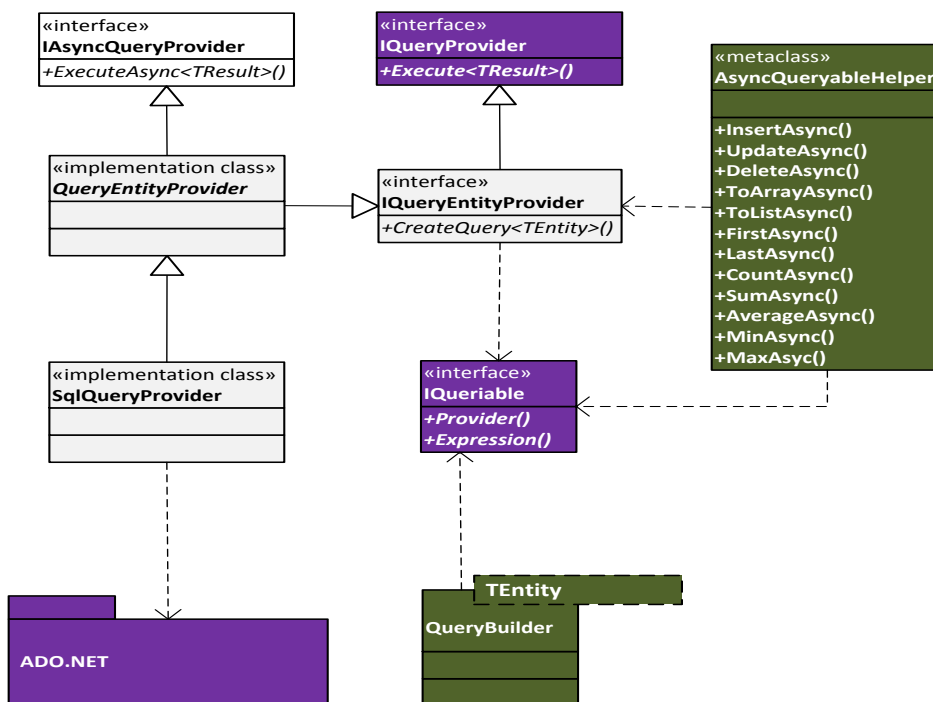 «interface»
IAsyncQueryProvider
+ExecuteAsync<TResult>()
«interface»
IQueryProvider
+Execute<TResult>()
«metaclass»
AsyncQueryableHelper
+InsertAsync()
+UpdateAsync()
+DeleteAsync()
+ToArrayAsync()
+ToListAsync()
+FirstAsync()
+LastAsync()
+CountAsync()
+SumAsync()
+AverageAsync()
+MinAsync()
+MaxAsyc()
«implementation class»
QueryEntityProvider
«interface»
IQueryEntityProvider
+CreateQuery<TEntity>()
«implementation class»
SqlQueryProvider
«interface»
IQueriable
+Provider()
+Expression()
ADO.NET
TEntity
QueryBuilder